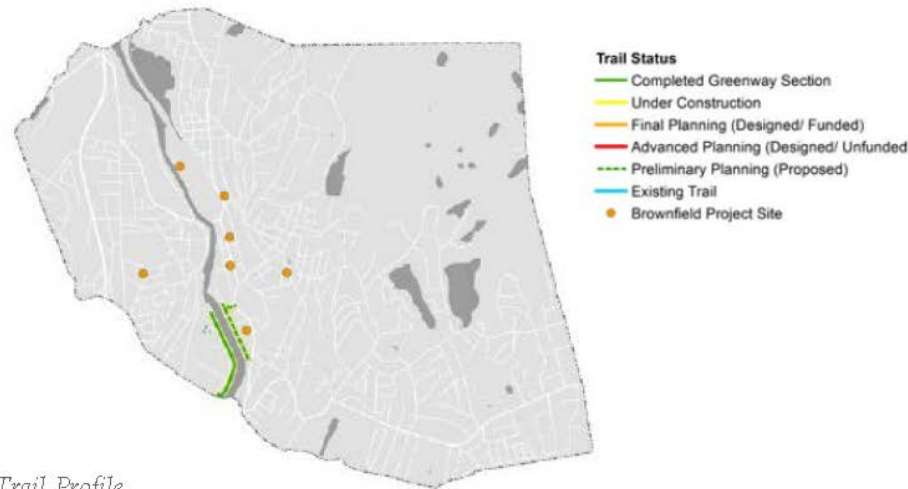 Trail Status
Completed Greenway Section
Under Construction
Final Planning (Designed/ Funded)
Advanced Planning (Designed/ Unfunded
Preliminary Planning (Proposed)
Existing Trail
Brownfield Project Site
Trail Profile